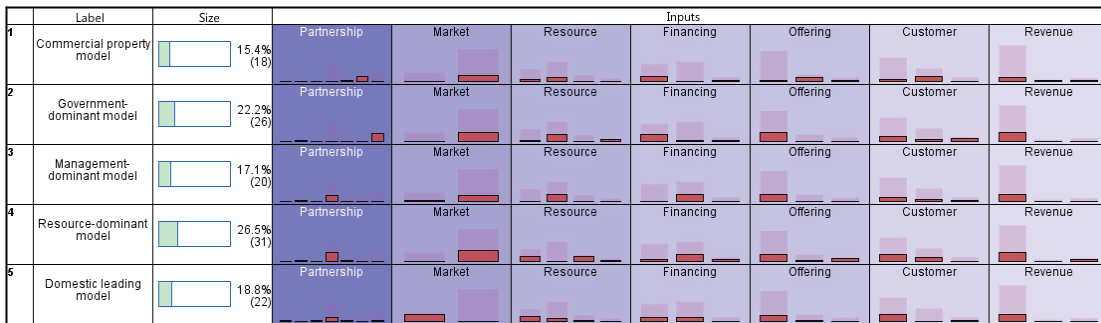 Label Size Inputs
1 Partnership Market Resource Financing Offering Customer Revenue
Commercial property
model
15.4%
(18)
2 Partnership Market Resource Financing Offering Customer Revenue
Government-
dominant model
22.2%
(26)
3 Partnership Market Resource Financing Offering Customer Revenue
Management-
dominant model
17.1%
(20)
4 Partnership Market Resource Financing Offering Customer Revenue
Resource-dominant
model
26.5%
(31)
5 Partnership Market Resource Financing Offering Customer Revenue
Domestic leading
model
18.8%
(22)